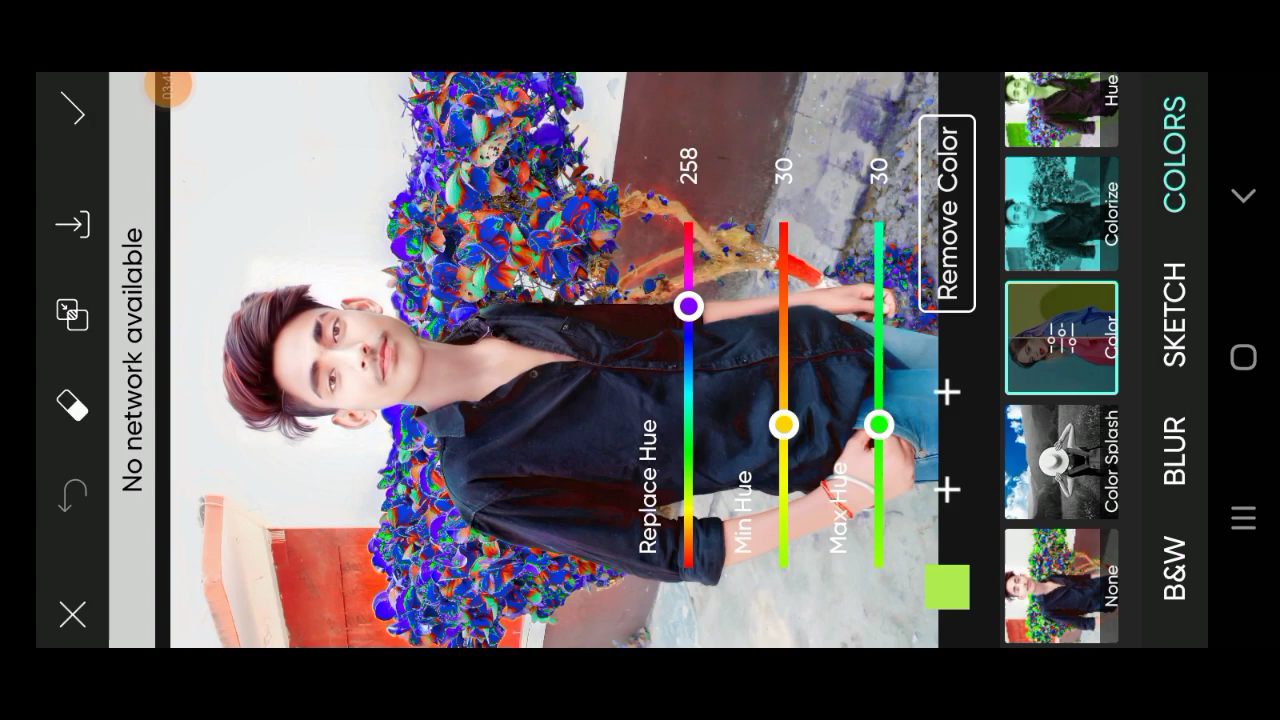 No network available
Replace Hue
258
Min Hue
30
Max Hue
30
Remove Color
None
Color Splash
Color
Colorize
Hue
B&W
BLUR
SKETCH
COLORS